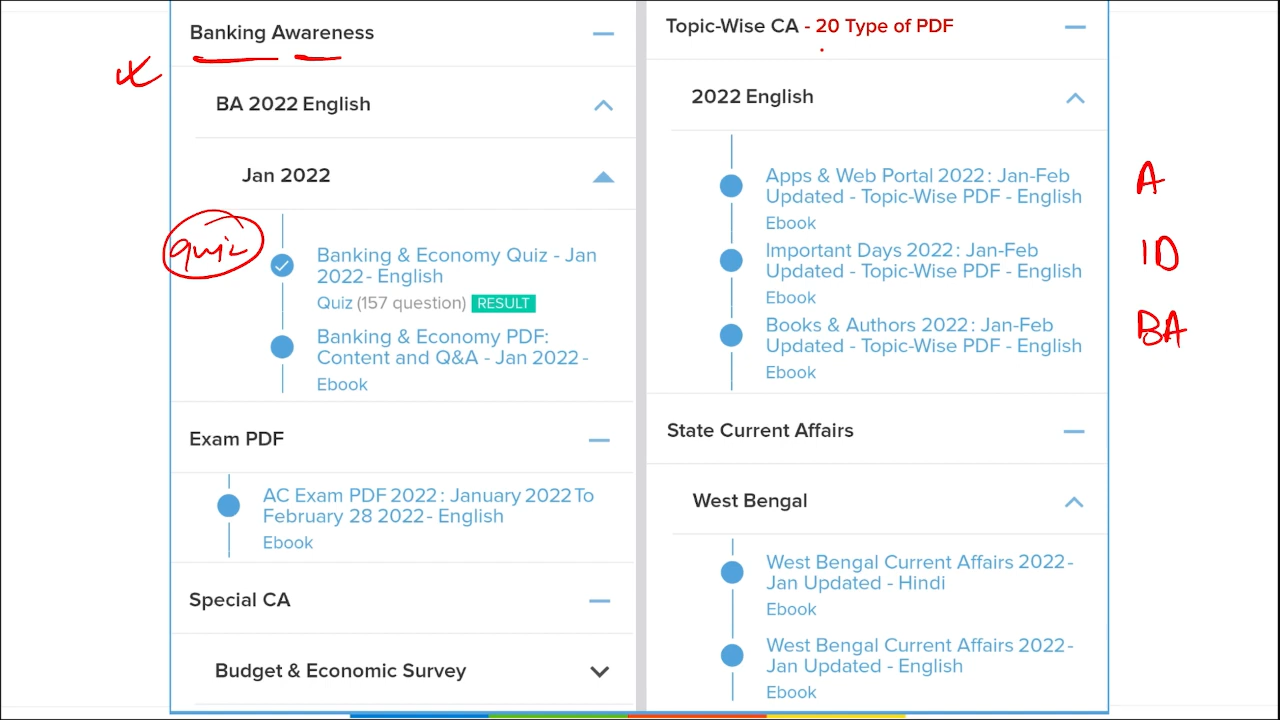 Banking Awareness
BA 2022 English
Jan 2022
quiz
Banking & Economy Quiz - Jan
2022- English
Quiz (157 question) RESULT
Banking & Economy PDF:
Content and Q&A - Jan 2022 -
Ebook
Exam PDF
AC Exam PDF 2022 : January 2022 To
February 28 2022- English
Ebook
Special CA
Budget & Economic Survey
Topic-Wise CA - 20 Type of PDF
2022 English
Apps & Web Portal 2022 : Jan-Feb
Updated - Topic-Wise PDF - English
Ebook
A
Important Days 2022 : Jan-Feb
Updated - Topic-Wise PDF - English
Ebook
ID
Books & Authors 2022 : Jan-Feb
Updated - Topic-Wise PDF - English
Ebook
BA
State Current Affairs
West Bengal
West Bengal Current Affairs 2022-
Jan Updated - Hindi
Ebook
West Bengal Current Affairs 2022-
Jan Updated - English
Ebook